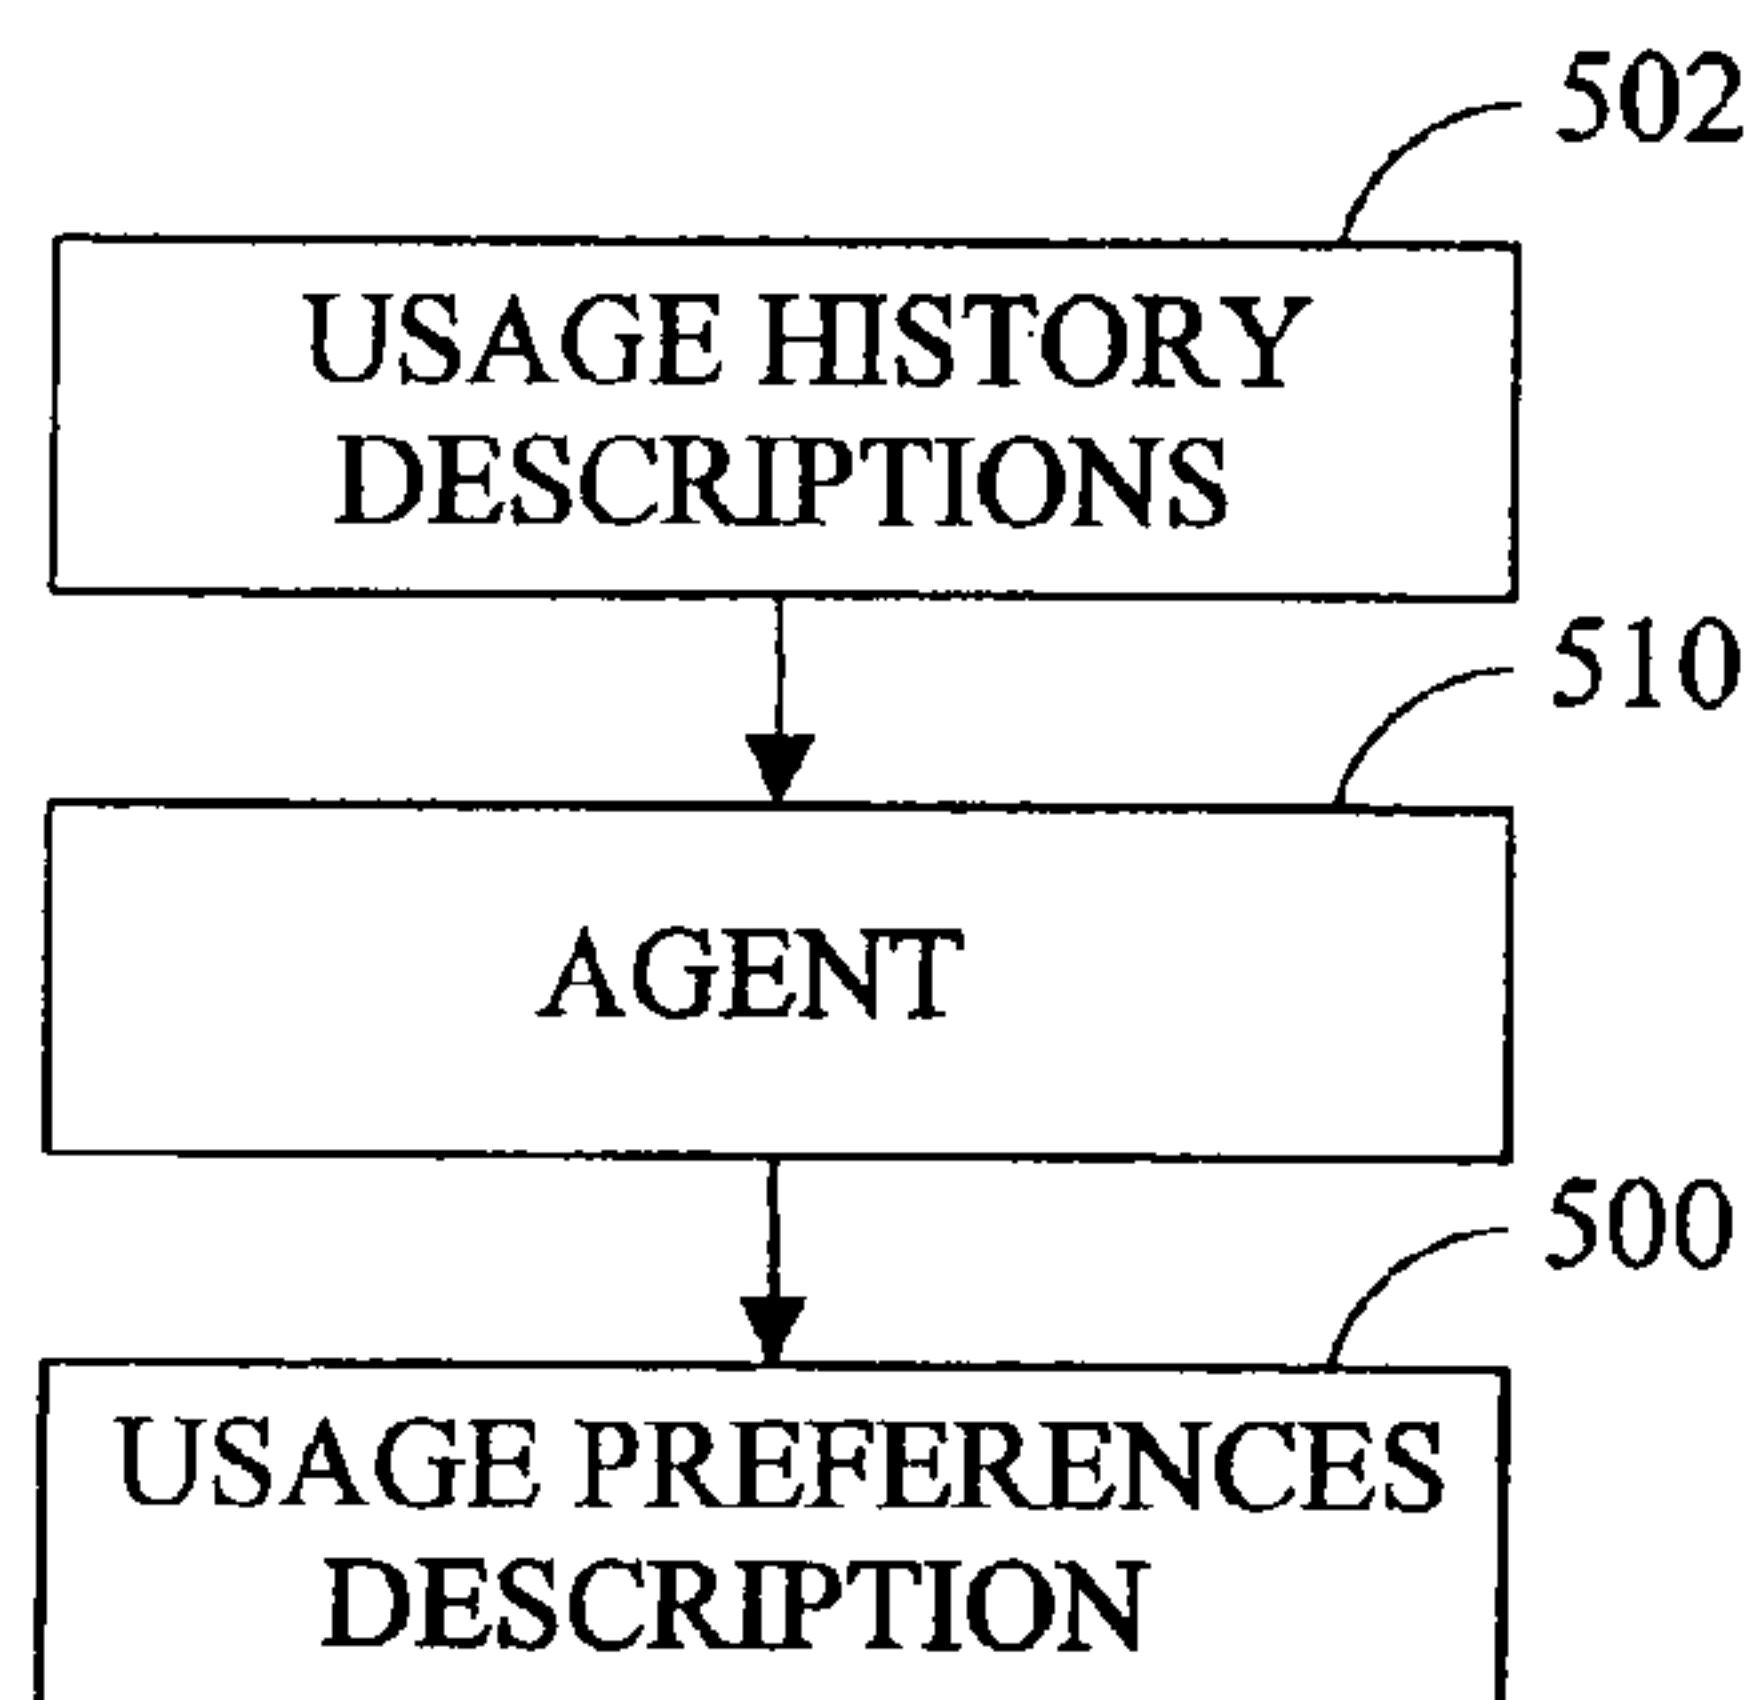 502
USAGE HISTORY
DESCRIPTIONS
510
AGENT
500
USAGE PREFERENCES
DESCRIPTION